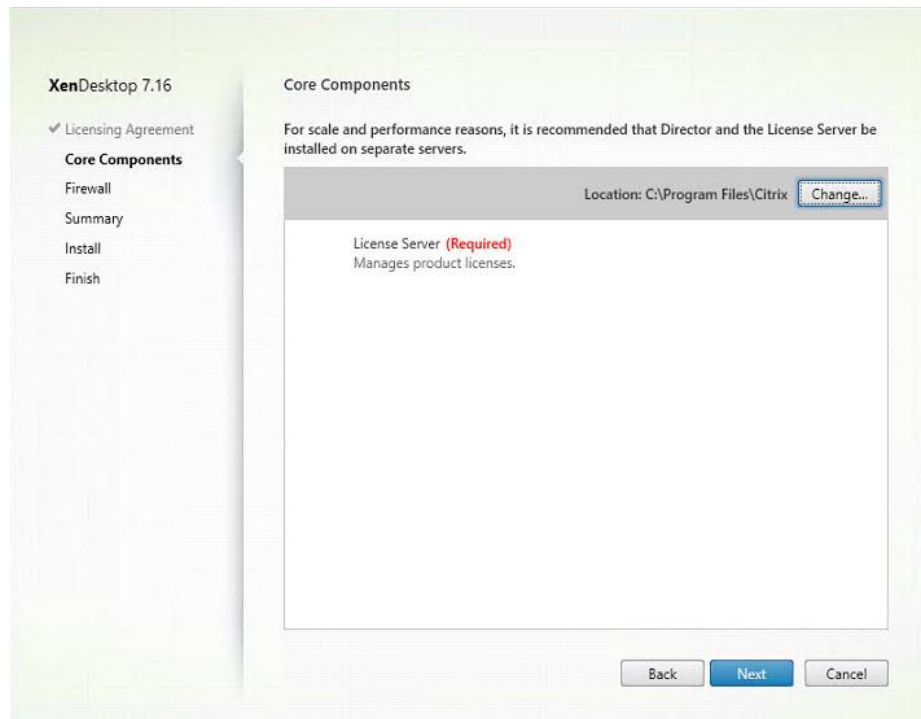 XenDesktop 7.16
Licensing Agreement
Core Components
Firewall
Summary
Install
Finish
Core Components
For scale and performance reasons, it is recommended that Director and the License Server be
installed on separate servers.
Location: C:\Program Files\Citrix Change...
License Server (Required)
Manages product licenses.
Back Next Cancel